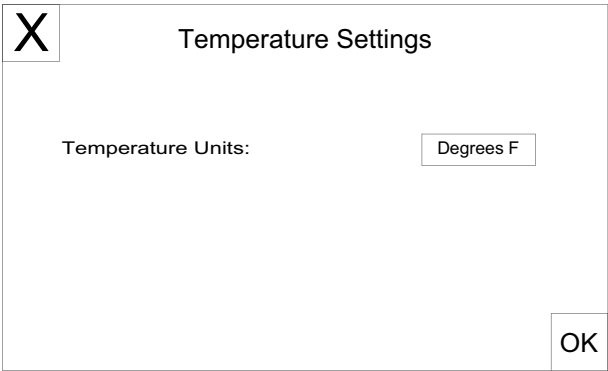 X
Temperature Settings
Temperature Units:
Degrees F
OK